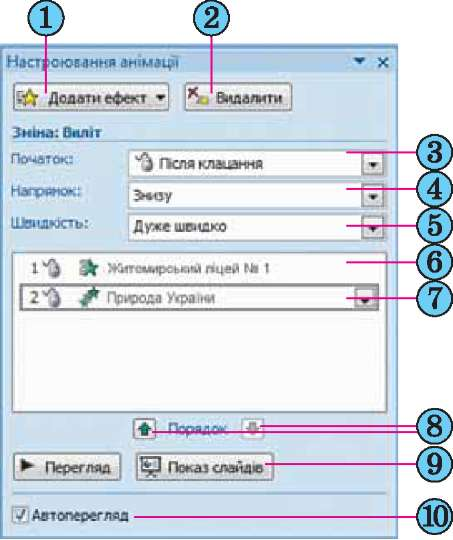 1 2
Настроювання анімації
Додати ефект Видалити
Зміна: Виліт
Початок: Після клацання 3
Напрямок: Знизу 4
Швидкість: Дуже швидко 5
1 Житомирський ліцей № 1 6
2 Природа України 7
Порядок 8
Перегляд Показ слайдів 9
Автоперегляд 10